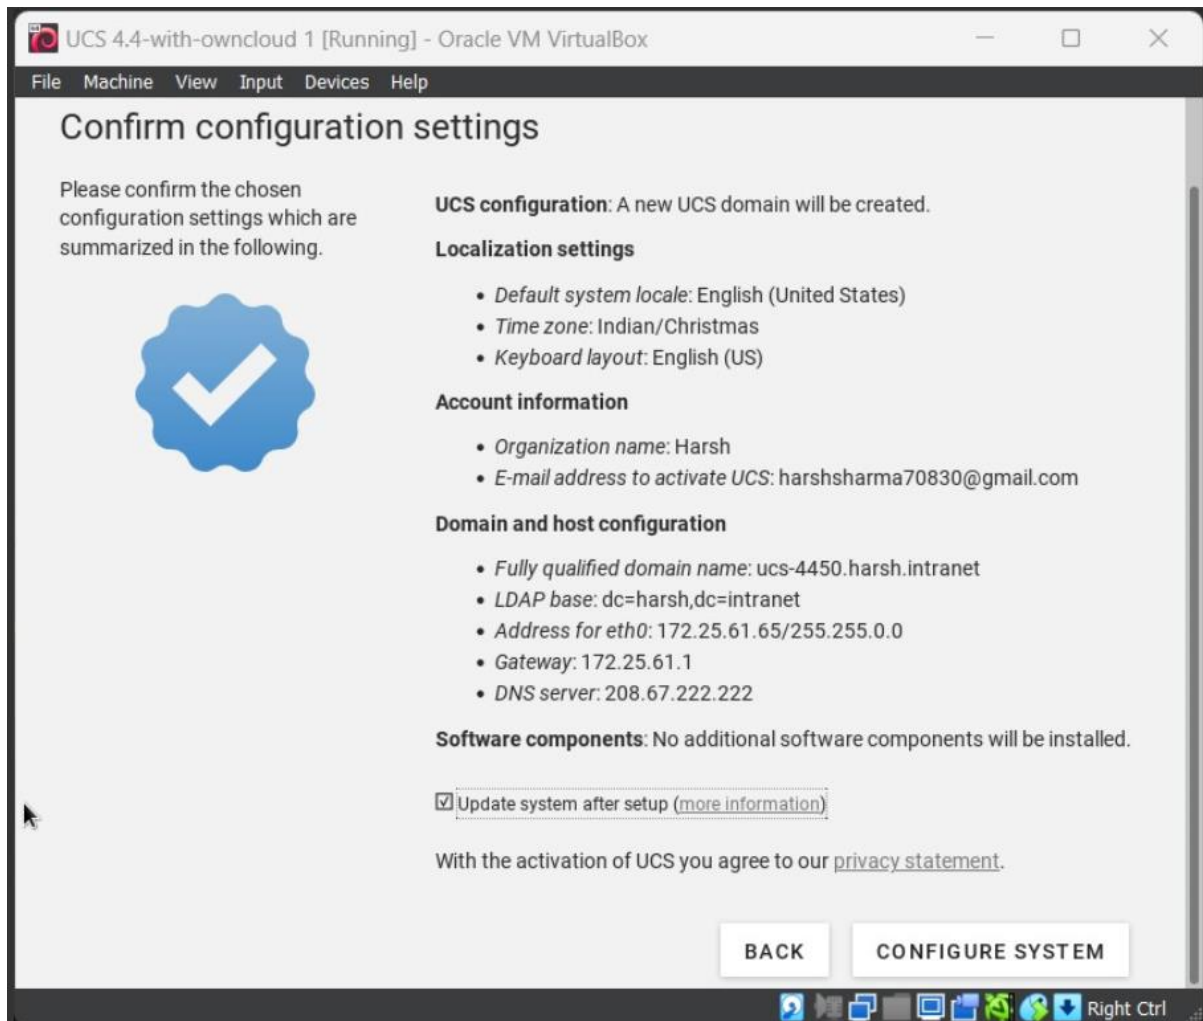 UCS 4.4-with-owncloud 1 [Running] - Oracle VM VirtualBox
File Machine View Input Devices Help
Confirm configuration settings
Please confirm the chosen
configuration settings which are
summarized in the following.
UCS configuration: A new UCS domain will be created.
Localization settings
• Default system locale: English (United States)
• Time zone: Indian/Christmas
• Keyboard layout: English (US)
Account information
• Organization name: Harsh
• E-mail address to activate UCS: harshsharma70830@gmail.com
Domain and host configuration
• Fully qualified domain name: ucs-4450.harsh.intranet
• LDAP base: dc=harsh,dc=intranet
• Address for eth0: 172.25.61.65/255.255.0.0
• Gateway: 172.25.61.1
• DNS server: 208.67.222.222
Software components: No additional software components will be installed.
Update system after setup (more information)
With the activation of UCS you agree to our privacy statement.
BACK CONFIGURE SYSTEM
Right Ctrl